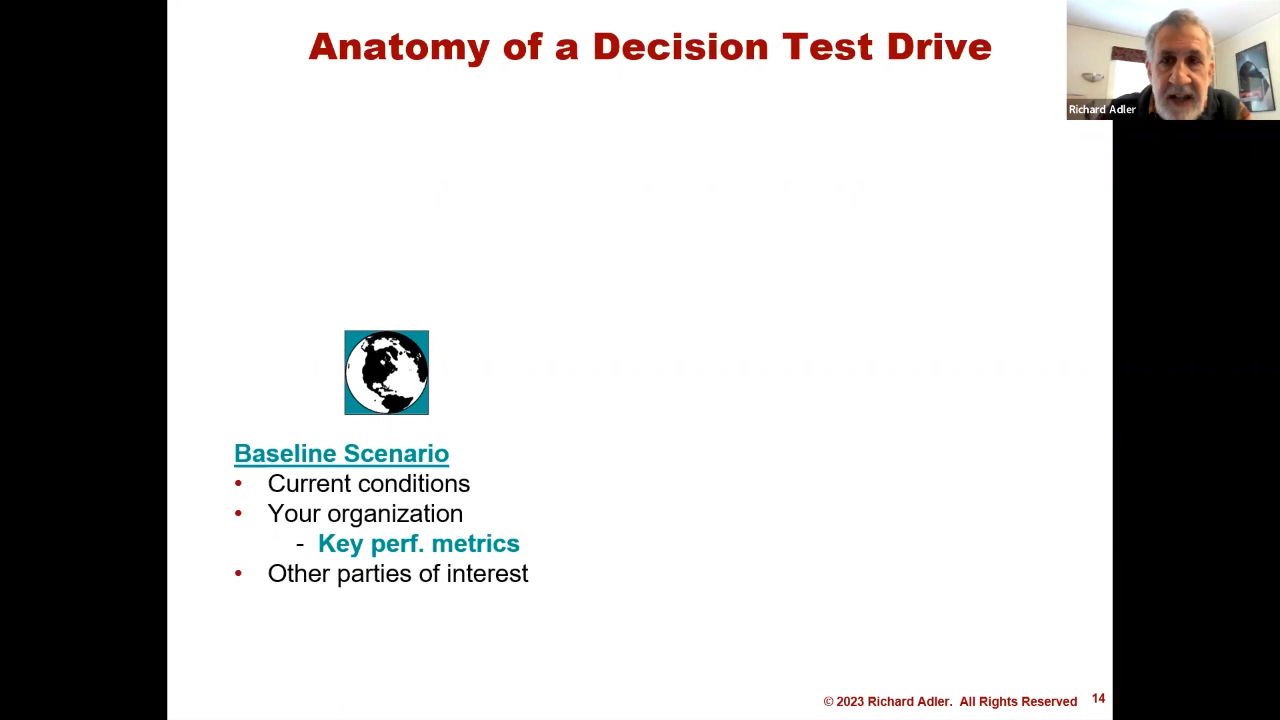 Anatomy of a Decision Test Drive
Richard Adler
Baseline Scenario
• Current conditions
• Your organization
- Key perf. metrics
• Other parties of interest
© 2023 Richard Adler. All Rights Reserved 14